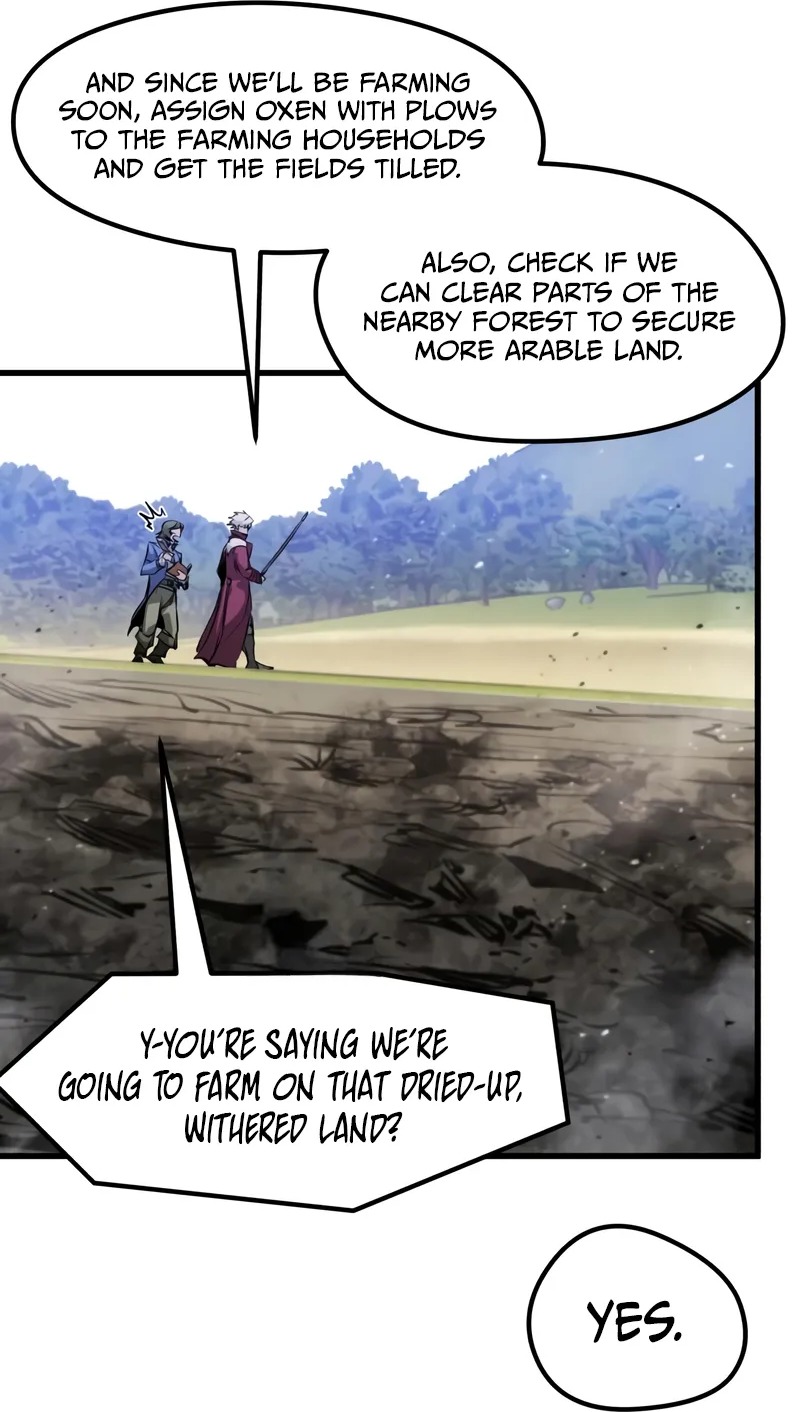 AND SINCE WE'LL BE FARMING
SOON, ASSIGN OXEN WITH PLOWS
TO THE FARMING HOUSEHOLDS
AND GET THE FIELDS TILLED.
ALSO, CHECK IF WE
CAN CLEAR PARTS OF THE
NEARBY FOREST TO SECURE
MORE ARABLE LAND.
Y-YOU'RE SAYING WE'RE
GOING TO FARM ON THAT DRIED-UP,
WITHERED LAND?
YES.